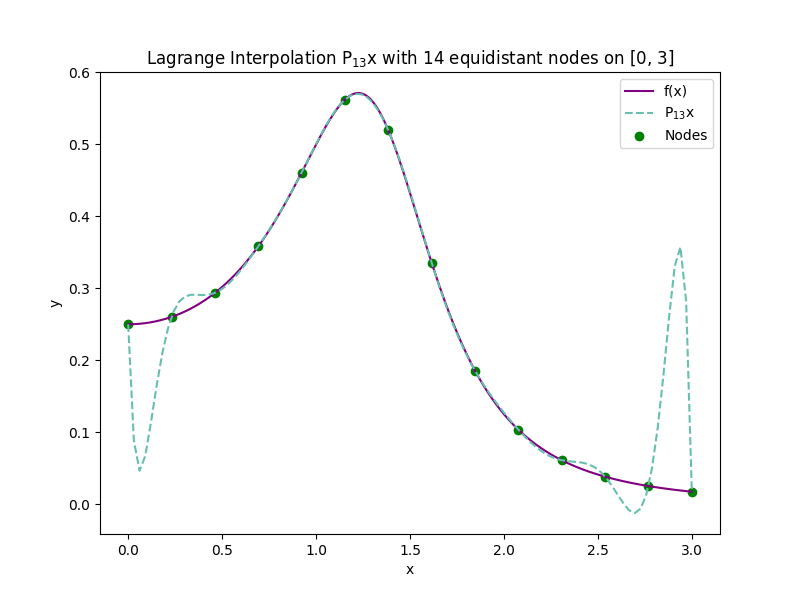 Lagrange Interpolation P₁₃x with 14 equidistant nodes on [0, 3]
f(x)
P₁₃x
Nodes
0.6
0.5
0.4
0.3
0.2
0.1
0.0
y
0.0 0.5 1.0 1.5 2.0 2.5 3.0
x